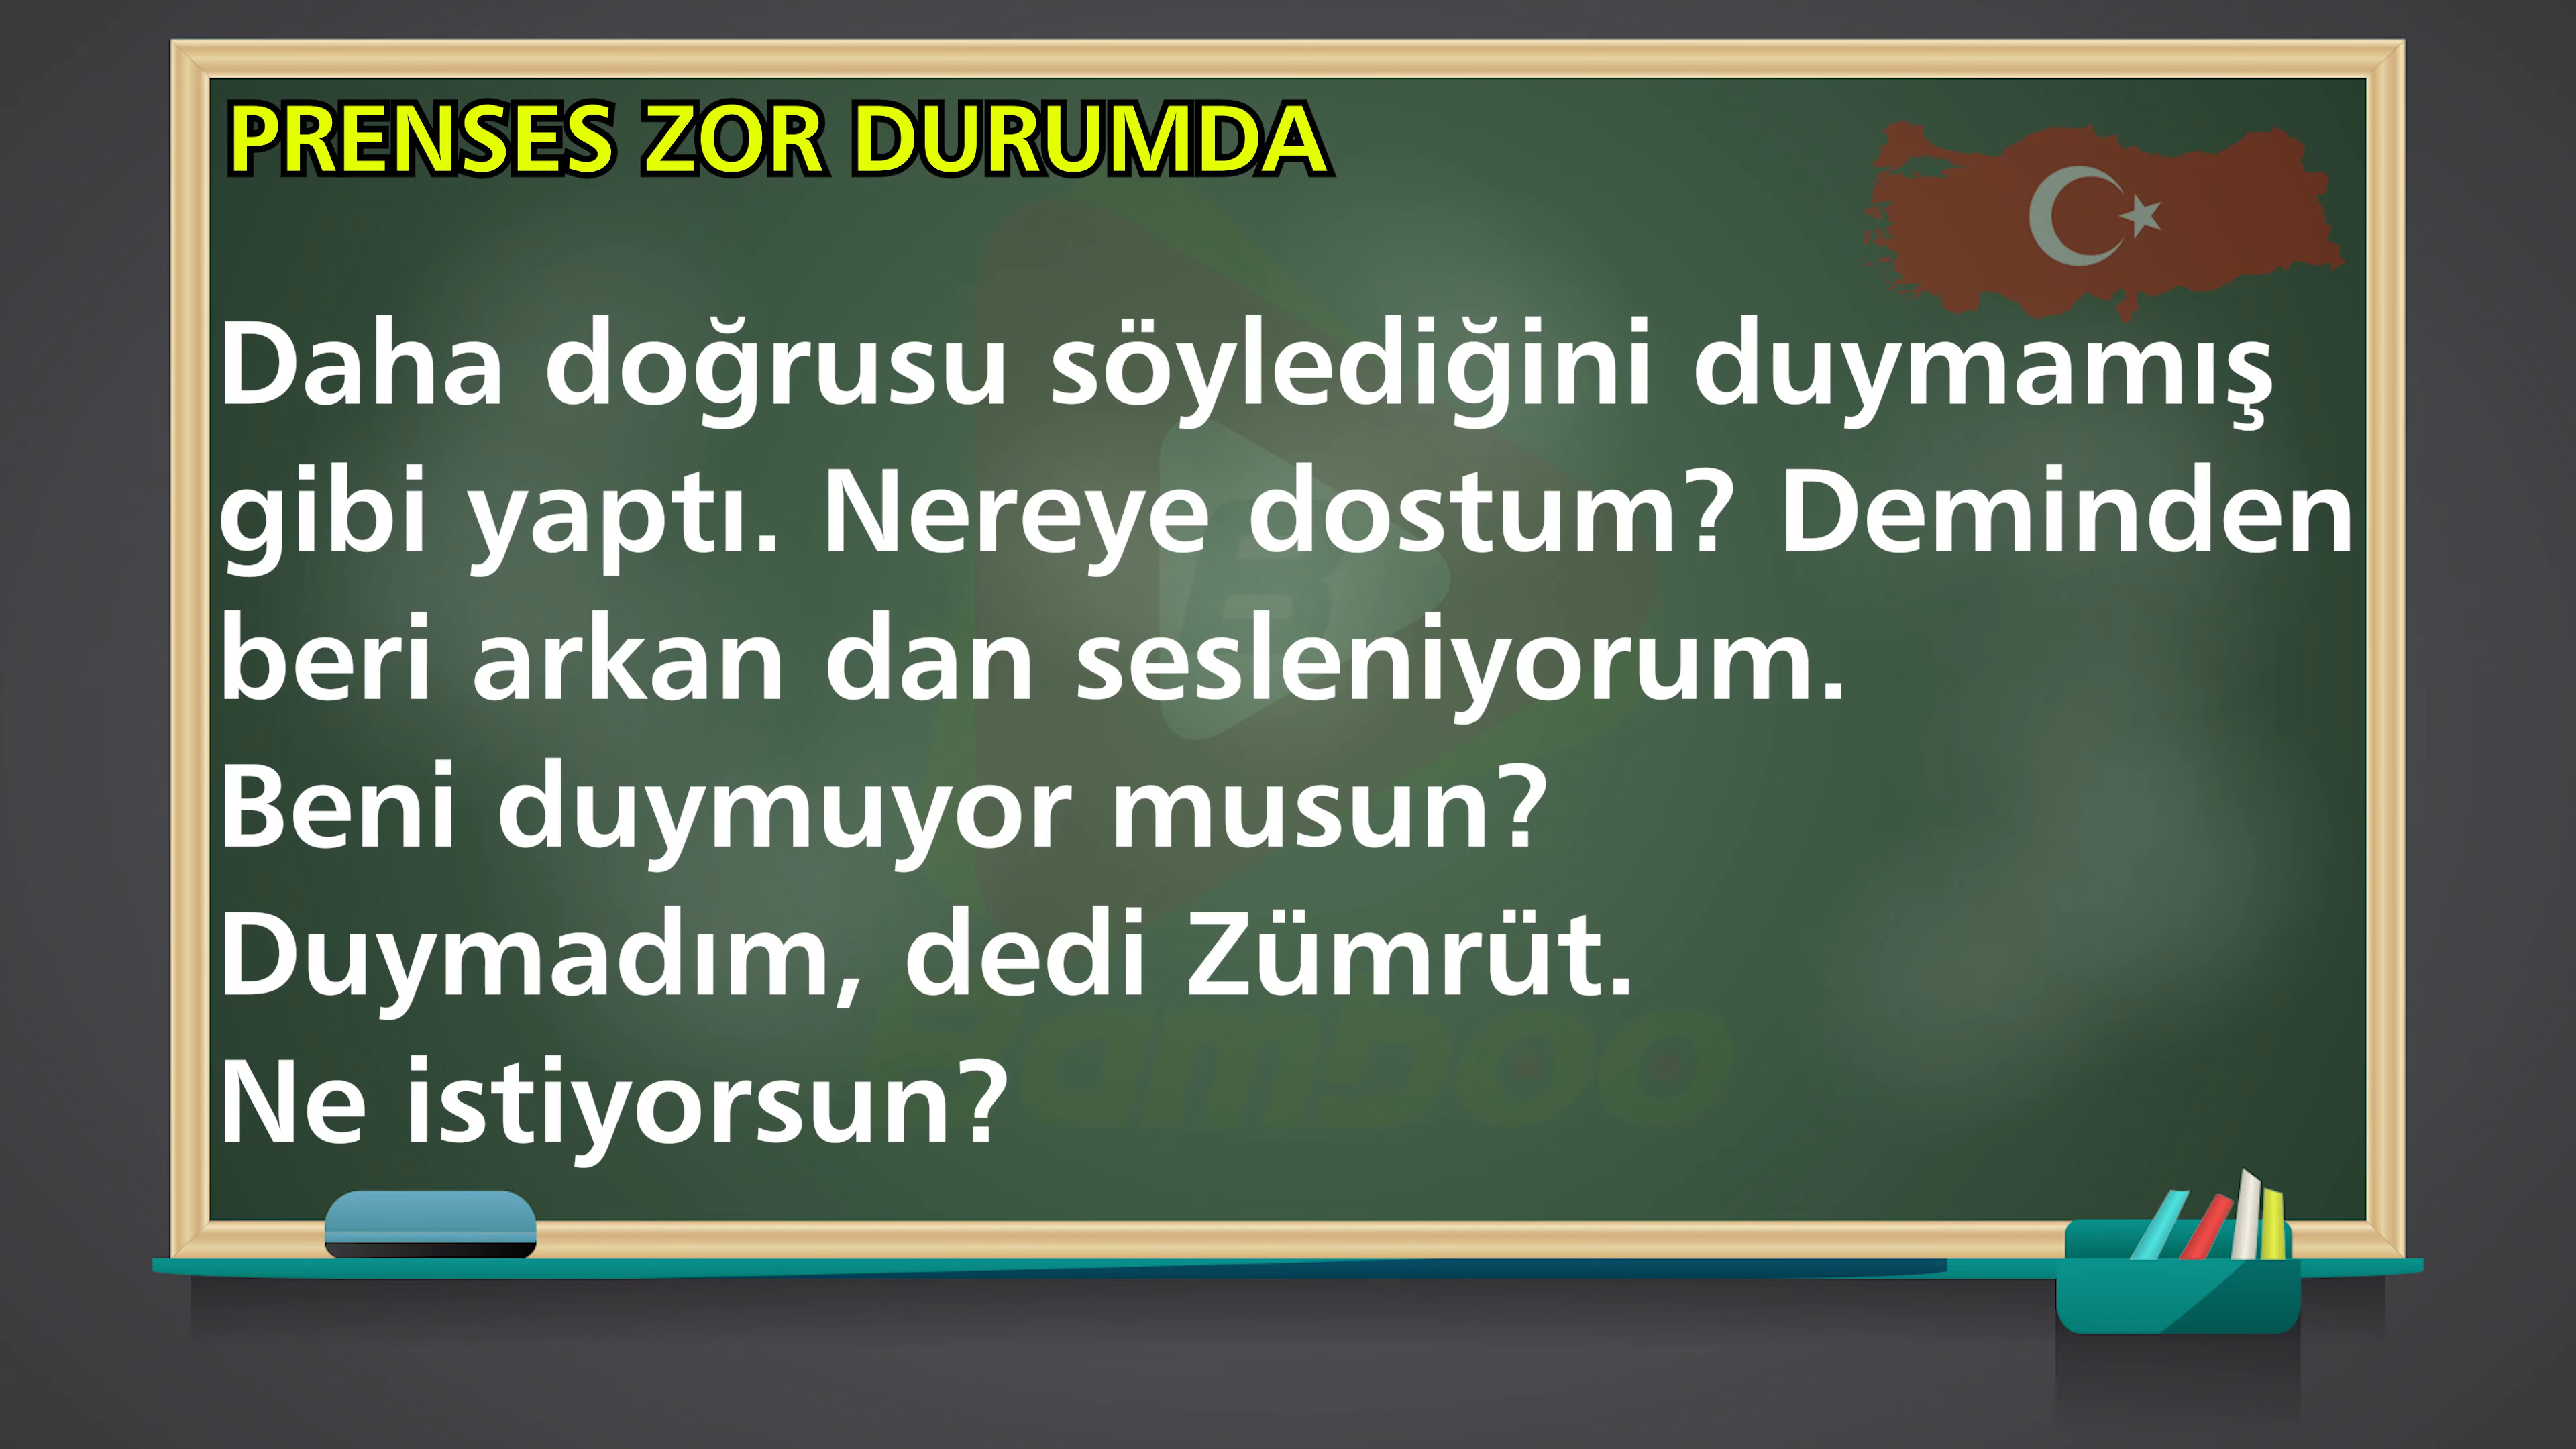 PRENSES ZOR DURUMDA
Daha doğrusu söylediğini duymamış
gibi yaptı. Nereye dostum? Deminden
beri arkan dan sesleniyorum.
Beni duymuyor musun?
Duymadım, dedi Zümrüt.
Ne istiyorsun?